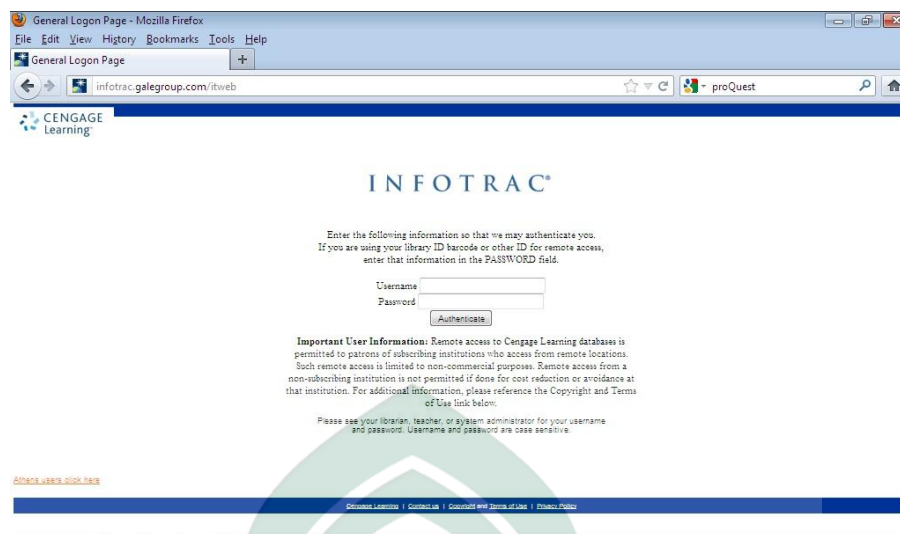 General Logon Page - Mozilla Firefox
File Edit View History Bookmarks Tools Help
General Logon Page
infotrac.galegroup.com/itweb
proQuest
CENGAGE
Learning™
INFOTRAC®
Enter the following information so that we may authenticate you.
If you are using your library ID barcode or other ID for remote access,
enter that information in the PASSWORD field.
Username
Password
Authenticate
Important User Information: Remote access to Cengage Learning databases is
permitted to patrons of subscribing institutions who access from remote locations.
Such remote access is limited to non-commercial purposes. Remote access from a
non-subscribing institution is not permitted if done for cost reduction or avoidance at
that institution. For additional information, please reference the Copyright and Terms
of Use link below.
Please see your librarian, teacher, or system administrator for your username
and password. Username and password are case sensitive.
Athens users click here
Cengage Learning | Contact us | Copyright and Terms of Use | Privacy Policy